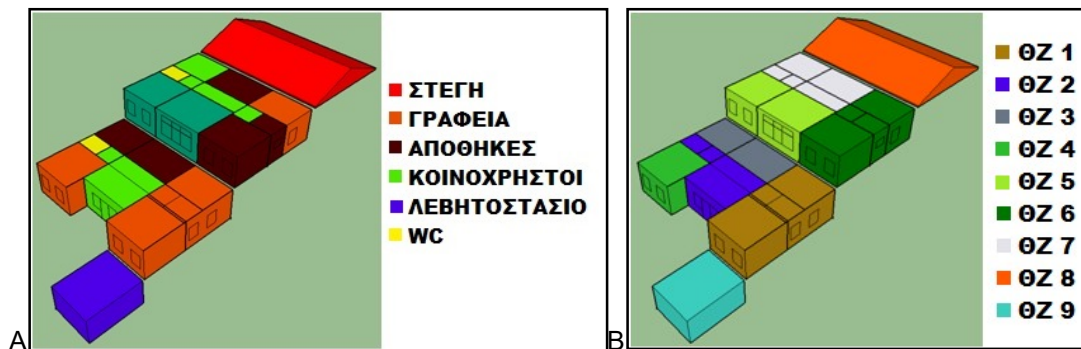 ΣΤΕΓΗ
ΓΡΑΦΕΙΑ
ΑΠΟΘΗΚΕΣ
ΚΟΙΝΟΧΡΗΣΤΟΙ
ΛΕΒΗΤΟΣΤΑΣΙΟ
WC
A
ΘΖ 1
ΘΖ 2
ΘΖ 3
ΘΖ 4
ΘΖ 5
ΘΖ 6
ΘΖ 7
ΘΖ 8
ΘΖ 9
B